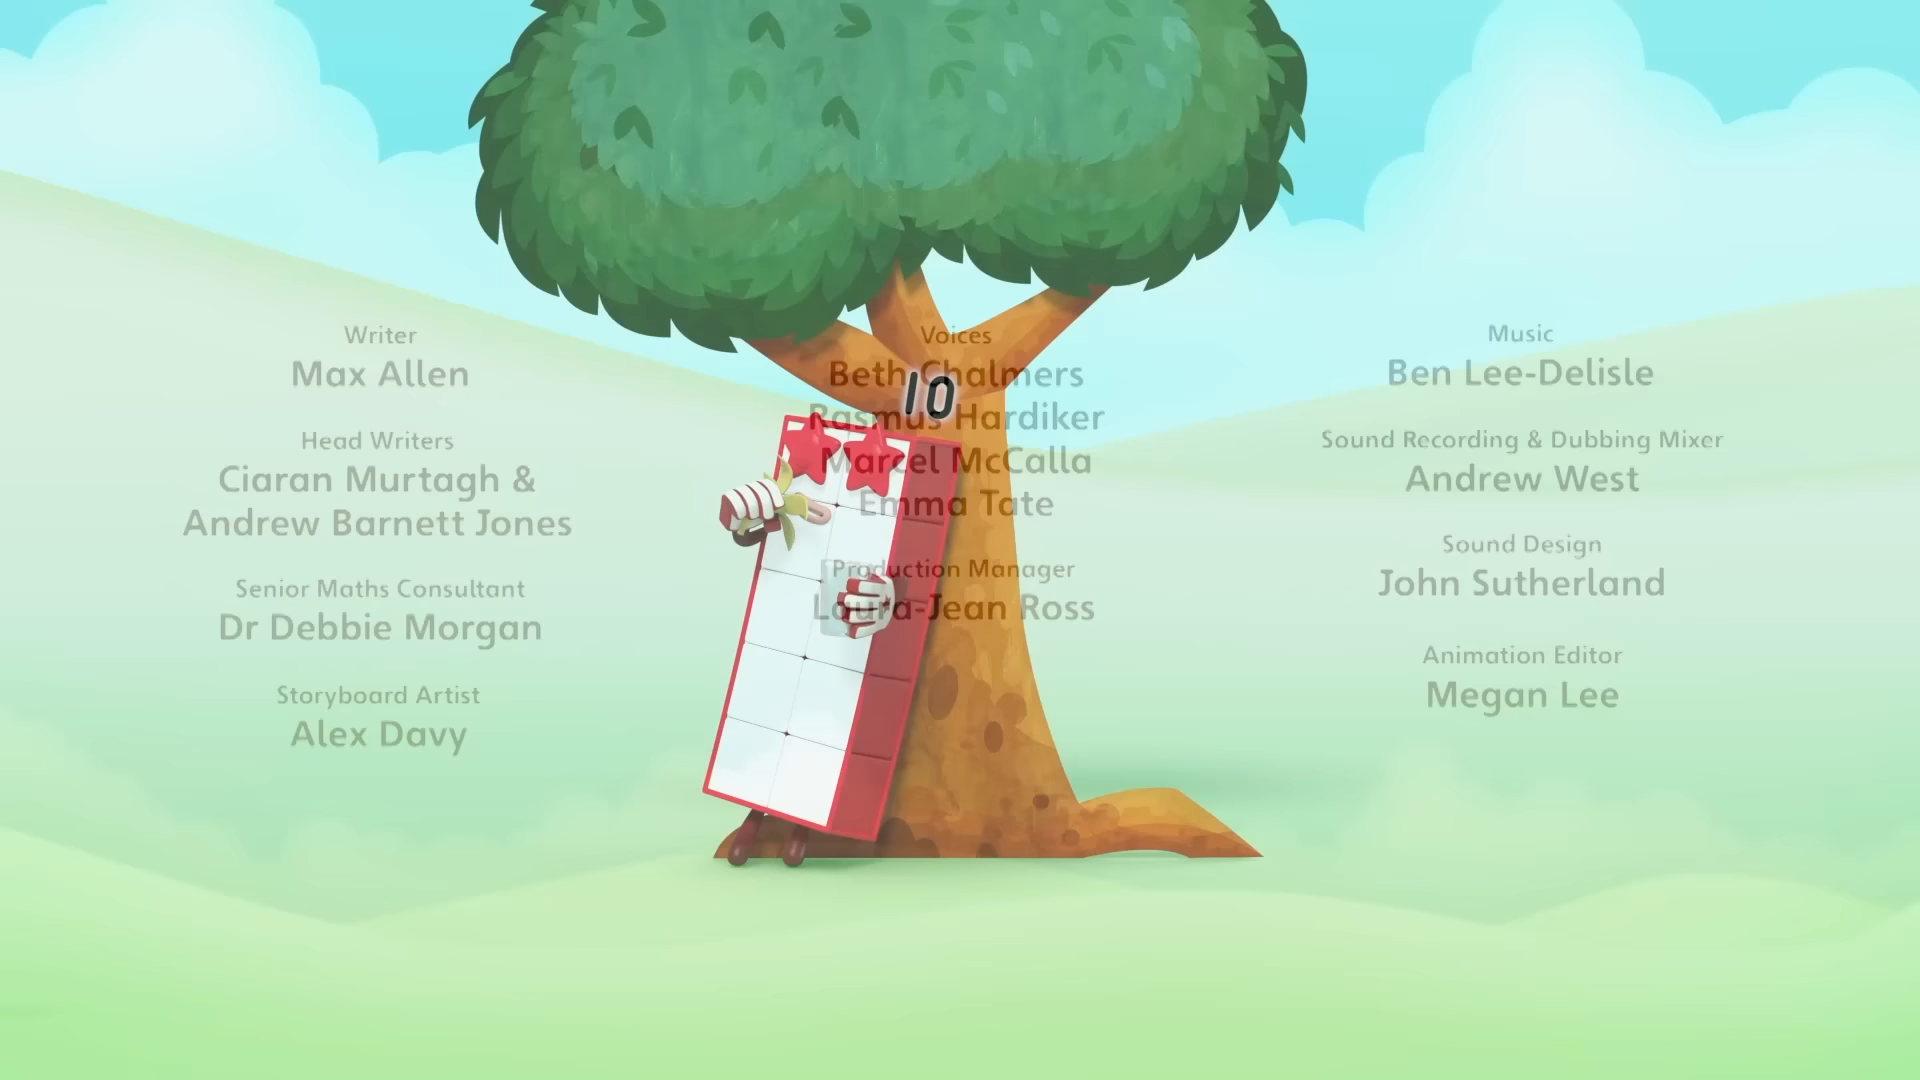 Writer
Max Allen
Head Writers
Ciaran Murtagh &
Andrew Barnett Jones
Senior Maths Consultant
Dr Debbie Morgan
Storyboard Artist
Alex Davy
Voices
Beth Chalmers
Rasmus Hardiker
Marcel McCalla
Emma Tate
Production Manager
Laura-Jean Ross
10
Music
Ben Lee-Delisle
Sound Recording & Dubbing Mixer
Andrew West
Sound Design
John Sutherland
Animation Editor
Megan Lee